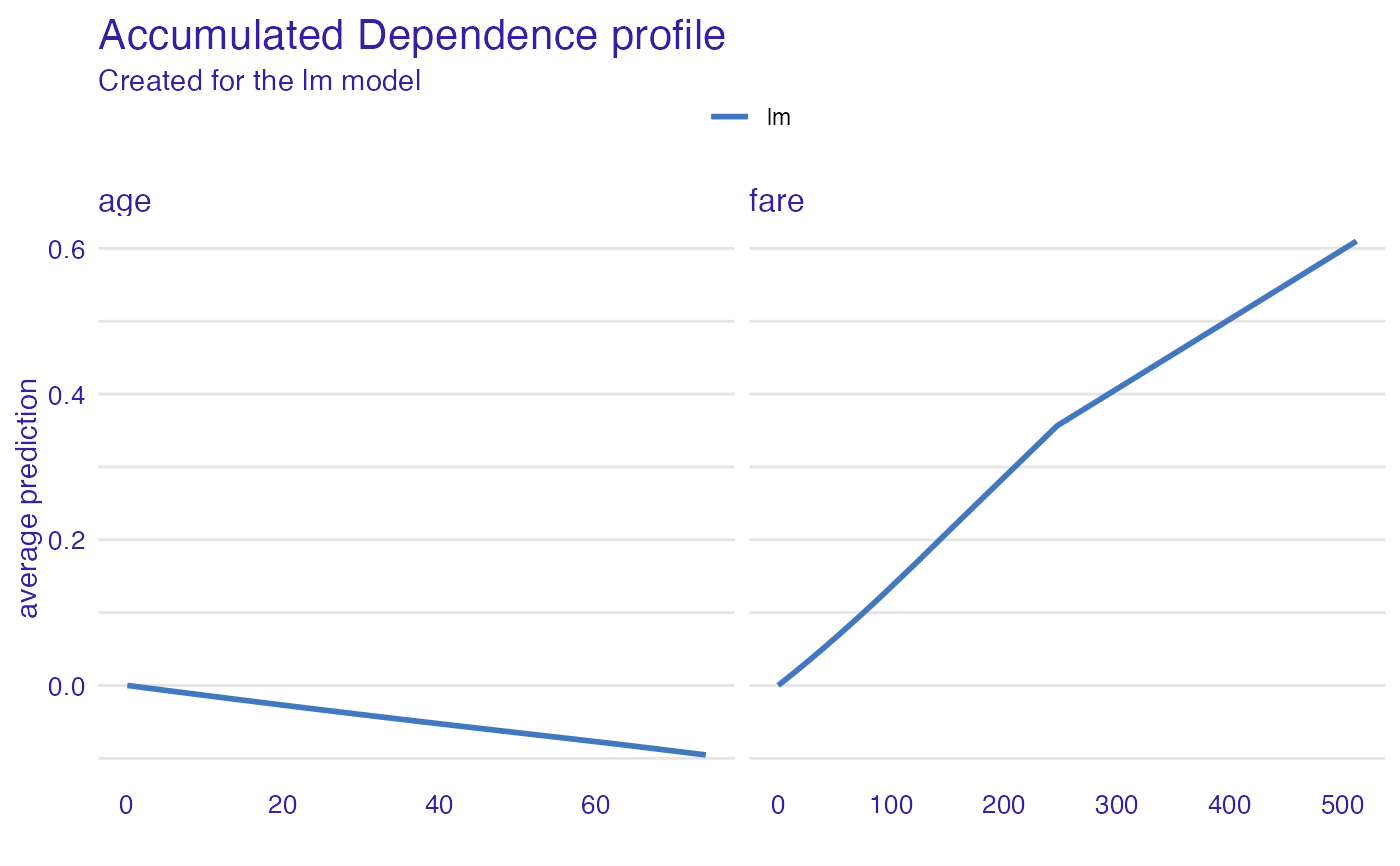 Accumulated Dependence profile
Created for the lm model
lm
age
fare
average prediction
0.6
0.4
0.2
0.0
0 20 40 60
0 100 200 300 400 500